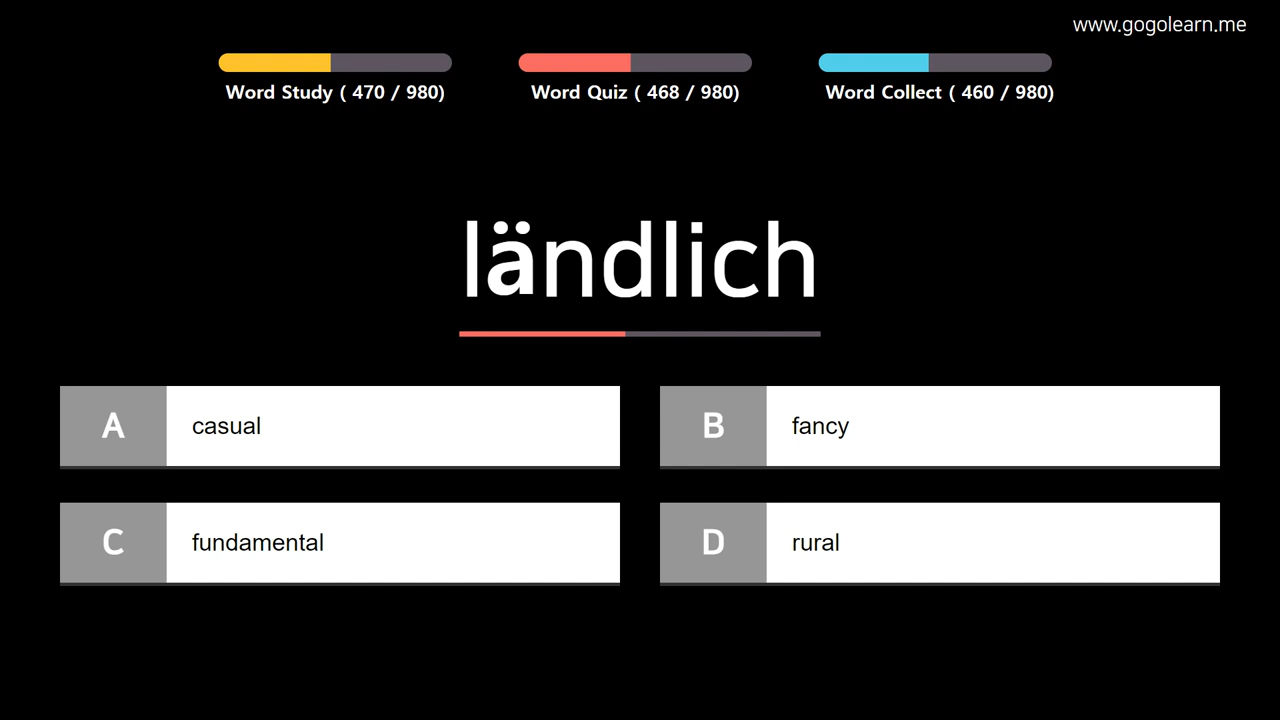 www.gogolearn.me
Word Study ( 470 / 980)
Word Quiz ( 468 / 980)
Word Collect ( 460 / 980)
ländlich
A casual
B fancy
C fundamental
D rural